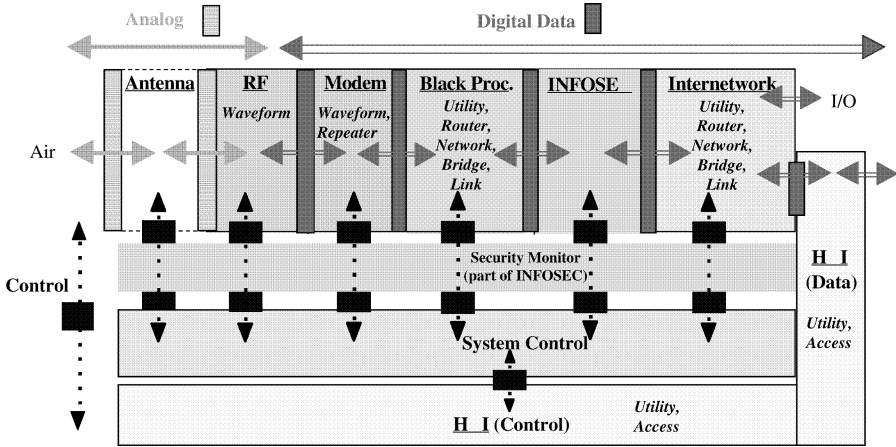 Analog
Digital Data
Antenna
RF
Modem
Black Proc.
INFOSE
Internetwork
Waveform
Waveform,
Repeater
Utility,
Router,
Network,
Bridge,
Link
Utility,
Router,
Network,
Bridge,
Link
I/O
Air
Control
Security Monitor
(part of INFOSEC)
System Control
H I
(Data)
Utility,
Access
H I (Control)
Utility,
Access